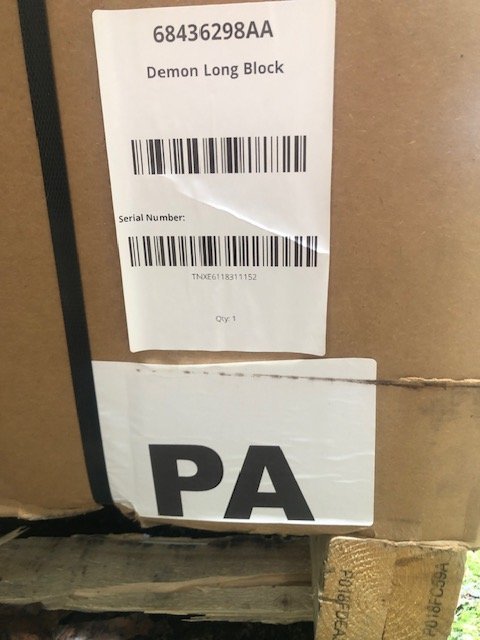 68436298AA
Demon Long Block
Serial Number:
TNXE6118311152
Qty: 1
PA